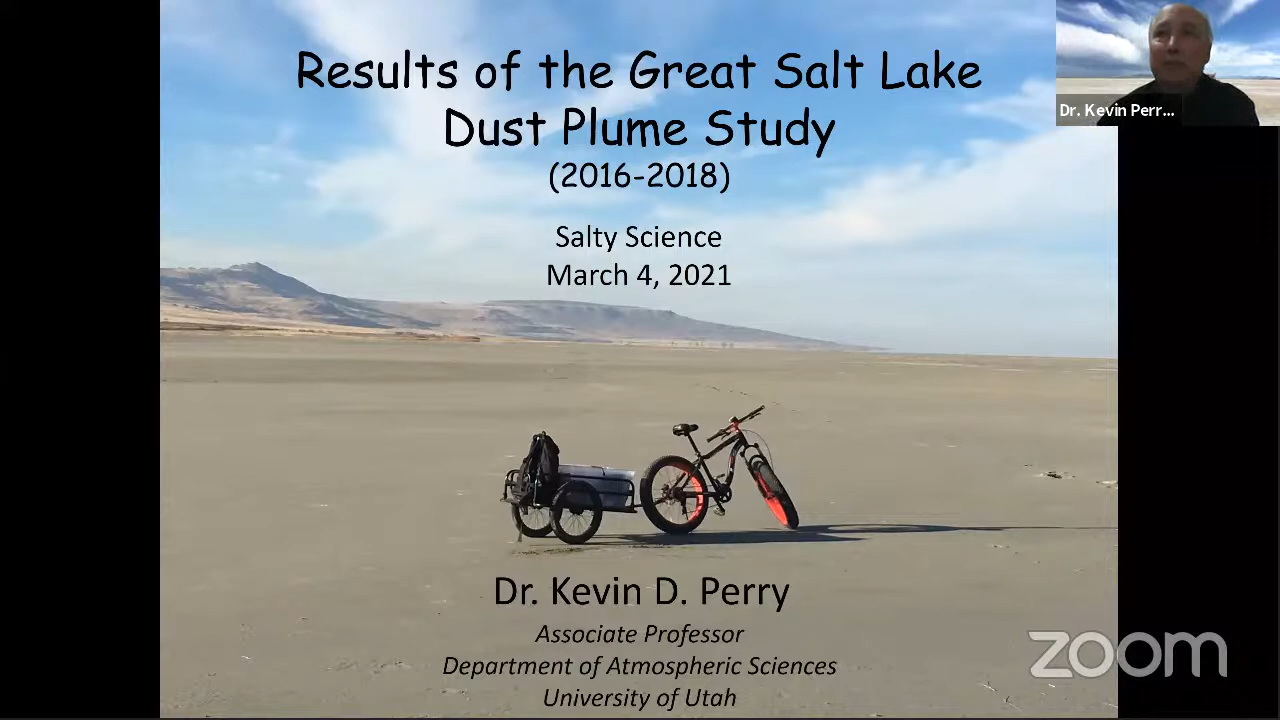 Results of the Great Salt Lake
Dust Plume Study
(2016-2018)
Salty Science
March 4, 2021
Dr. Kevin Perr...
Dr. Kevin D. Perry
Associate Professor
Department of Atmospheric Sciences
University of Utah
zoom